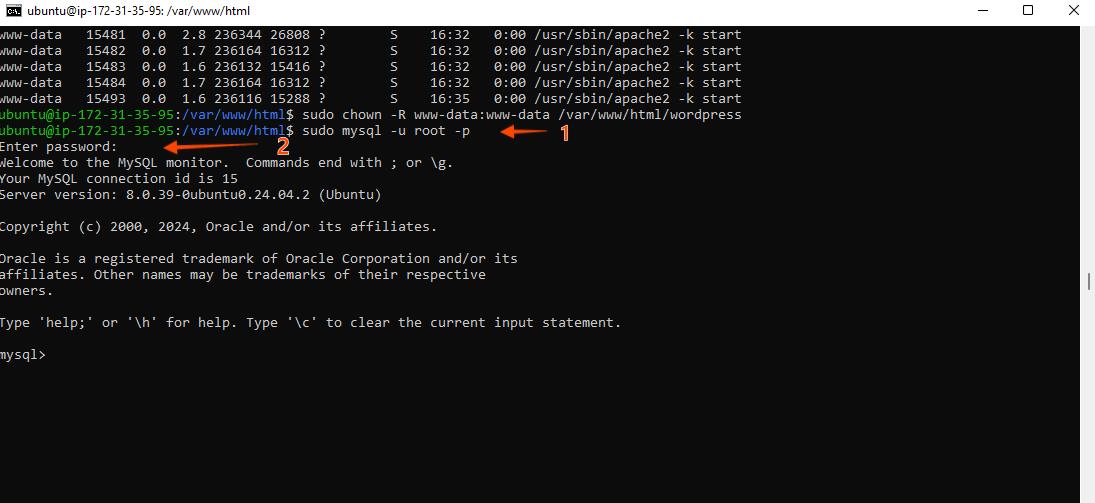 ubuntu@ip-172-31-35-95: /var/www/html
www-data   15481  0.0  2.8 236344 26808 ?        S    16:32   0:00 /usr/sbin/apache2 -k start
www-data   15482  0.0  1.7 236164 16312 ?        S    16:32   0:00 /usr/sbin/apache2 -k start
www-data   15483  0.0  1.6 236132 15416 ?        S    16:32   0:00 /usr/sbin/apache2 -k start
www-data   15484  0.0  1.7 236164 16312 ?        S    16:32   0:00 /usr/sbin/apache2 -k start
www-data   15493  0.0  1.6 236116 15288 ?        S    16:35   0:00 /usr/sbin/apache2 -k start
ubuntu@ip-172-31-35-95:/var/www/html$ sudo chown -R www-data:www-data /var/www/html/wordpress
ubuntu@ip-172-31-35-95:/var/www/html$ sudo mysql -u root -p 1
Enter password: 2
Welcome to the MySQL monitor.  Commands end with ; or \g.
Your MySQL connection id is 15
Server version: 8.0.39-0ubuntu0.24.04.2 (Ubuntu)
Copyright (c) 2000, 2024, Oracle and/or its affiliates.
Oracle is a registered trademark of Oracle Corporation and/or its
affiliates. Other names may be trademarks of their respective
owners.
Type 'help;' or '\h' for help. Type '\c' to clear the current input statement.
mysql>